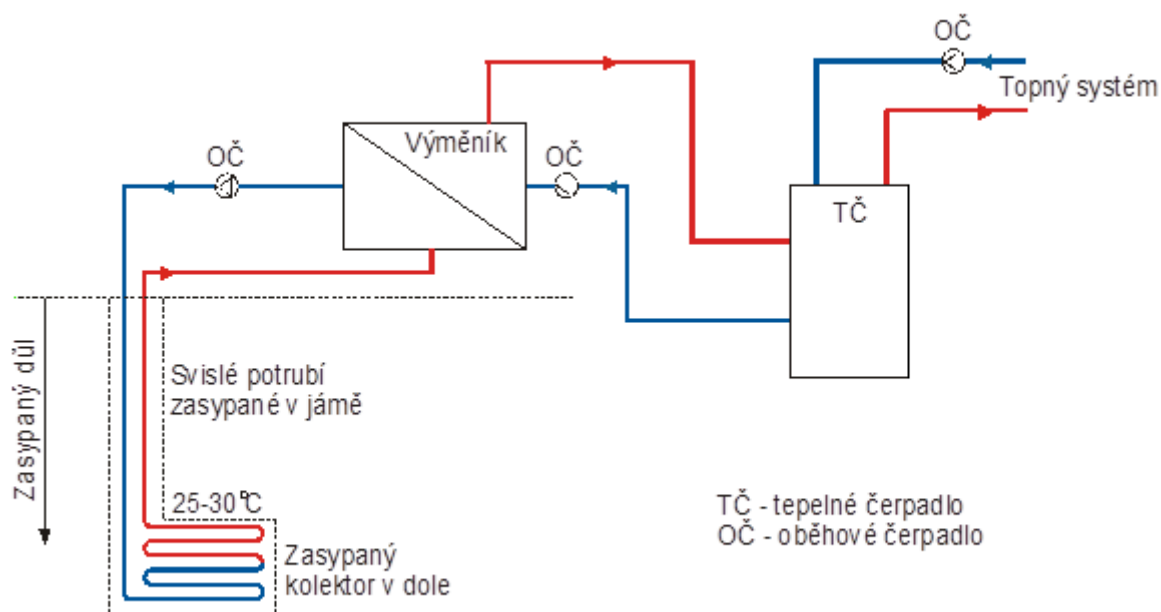 OČ
Topný systém
Výměník
OČ
OČ
TČ
Zasypaný důl
Svislé potrubí
zasypané v jámě
25-30°C
Zasypaný
kolektor v dole
TČ - tepelné čerpadlo
OČ - oběhové čerpadlo